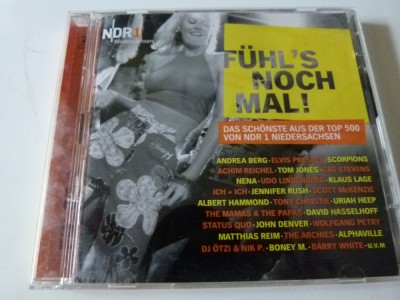 NDR1
Niedersachsen
FÜHL'S
NOCH
MAL!
DAS SCHÖNSTE AUS DER TOP 500
VON NDR 1 NIEDERSACHSEN
ANDREA BERG·ELVIS PRESLEY·SCORPIONS
ACHIM REICHEL·TOM JONES·CAT STEVENS
NENA·UDO LINDENBERG·KLAUS LAGE
ICH + ICH·JENNIFER RUSH·SCOTT McKENZIE
ALBERT HAMMOND·TONY CHRISTIE·URIAH HEEP
THE MAMAS & THE PAPAS·DAVID HASSELHOFF
STATUS QUO·JOHN DENVER·WOLFGANG PETRY
MATTHIAS REIM·THE ARCHIES·ALPHAVILLE
DJ ÖTZI & NIK P.·BONEY M.·BARRY WHITE·U.V.M